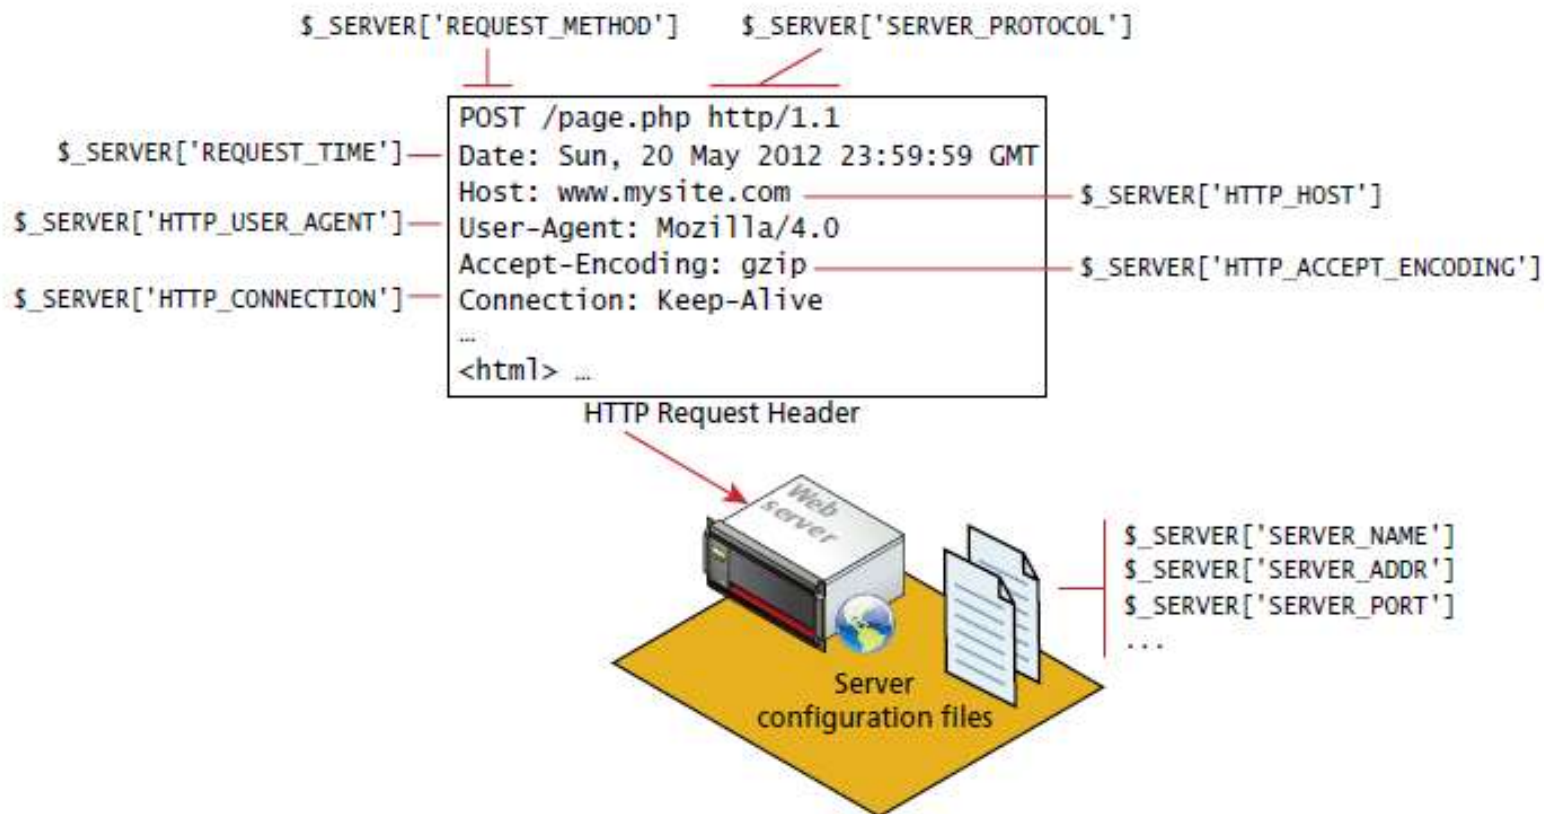 $_SERVER['REQUEST_METHOD'] $_SERVER['SERVER_PROTOCOL']
POST /page.php http/1.1
$_SERVER['REQUEST_TIME']
Date: Sun, 20 May 2012 23:59:59 GMT
Host: www.mysite.com
$_SERVER['HTTP_HOST']
$_SERVER['HTTP_USER_AGENT']
User-Agent: Mozilla/4.0
Accept-Encoding: gzip
$_SERVER['HTTP_ACCEPT_ENCODING']
$_SERVER['HTTP_CONNECTION']
Connection: Keep-Alive
…
<html> …
HTTP Request Header
Web
server
$_SERVER['SERVER_NAME']
$_SERVER['SERVER_ADDR']
$_SERVER['SERVER_PORT']
...
Server
configuration files